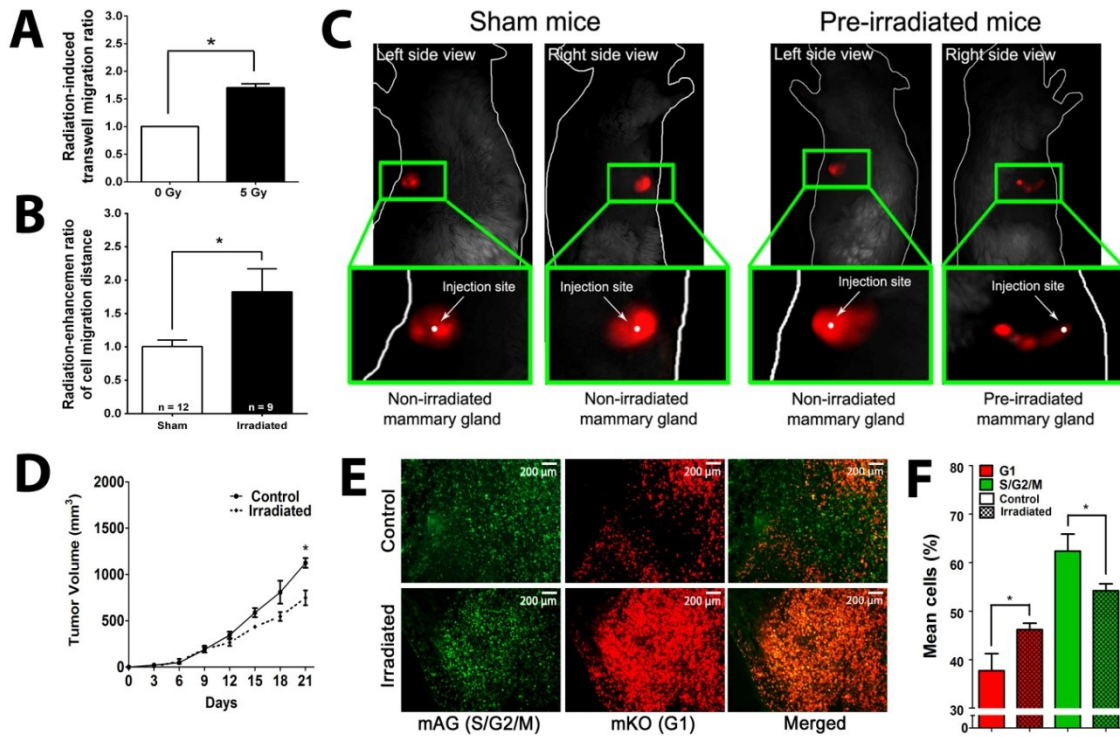 A
Radiation-induced
transwell migration ratio
3.0
2.5
2.0
1.5
1.0
0.5
0.0
*
0 Gy
5 Gy
B
Radiation-enhancemen ratio
of cell migration distance
3.0
2.5
2.0
1.5
1.0
0.5
0.0
*
n = 12
n = 9
Sham
Irradiated
C
Sham mice
Pre-irradiated mice
Left side view
Right side view
Left side view
Right side view
Injection site
Injection site
Injection site
Injection site
Non-irradiated
mammary gland
Non-irradiated
mammary gland
Non-irradiated
mammary gland
Pre-irradiated
mammary gland
D
Tumor Volume (mm³)
2000
1500
1000
500
0
Control
Irradiated
*
0 3 6 9 12 15 18 21
Days
E
Control
Irradiated
200 µm
200 µm
200 µm
200 µm
200 µm
200 µm
mAG (S/G2/M)
mKO (G1)
Merged
F
Mean cells (%)
80
70
60
50
40
30
0
G1
S/G2/M
Control
Irradiated
*
*